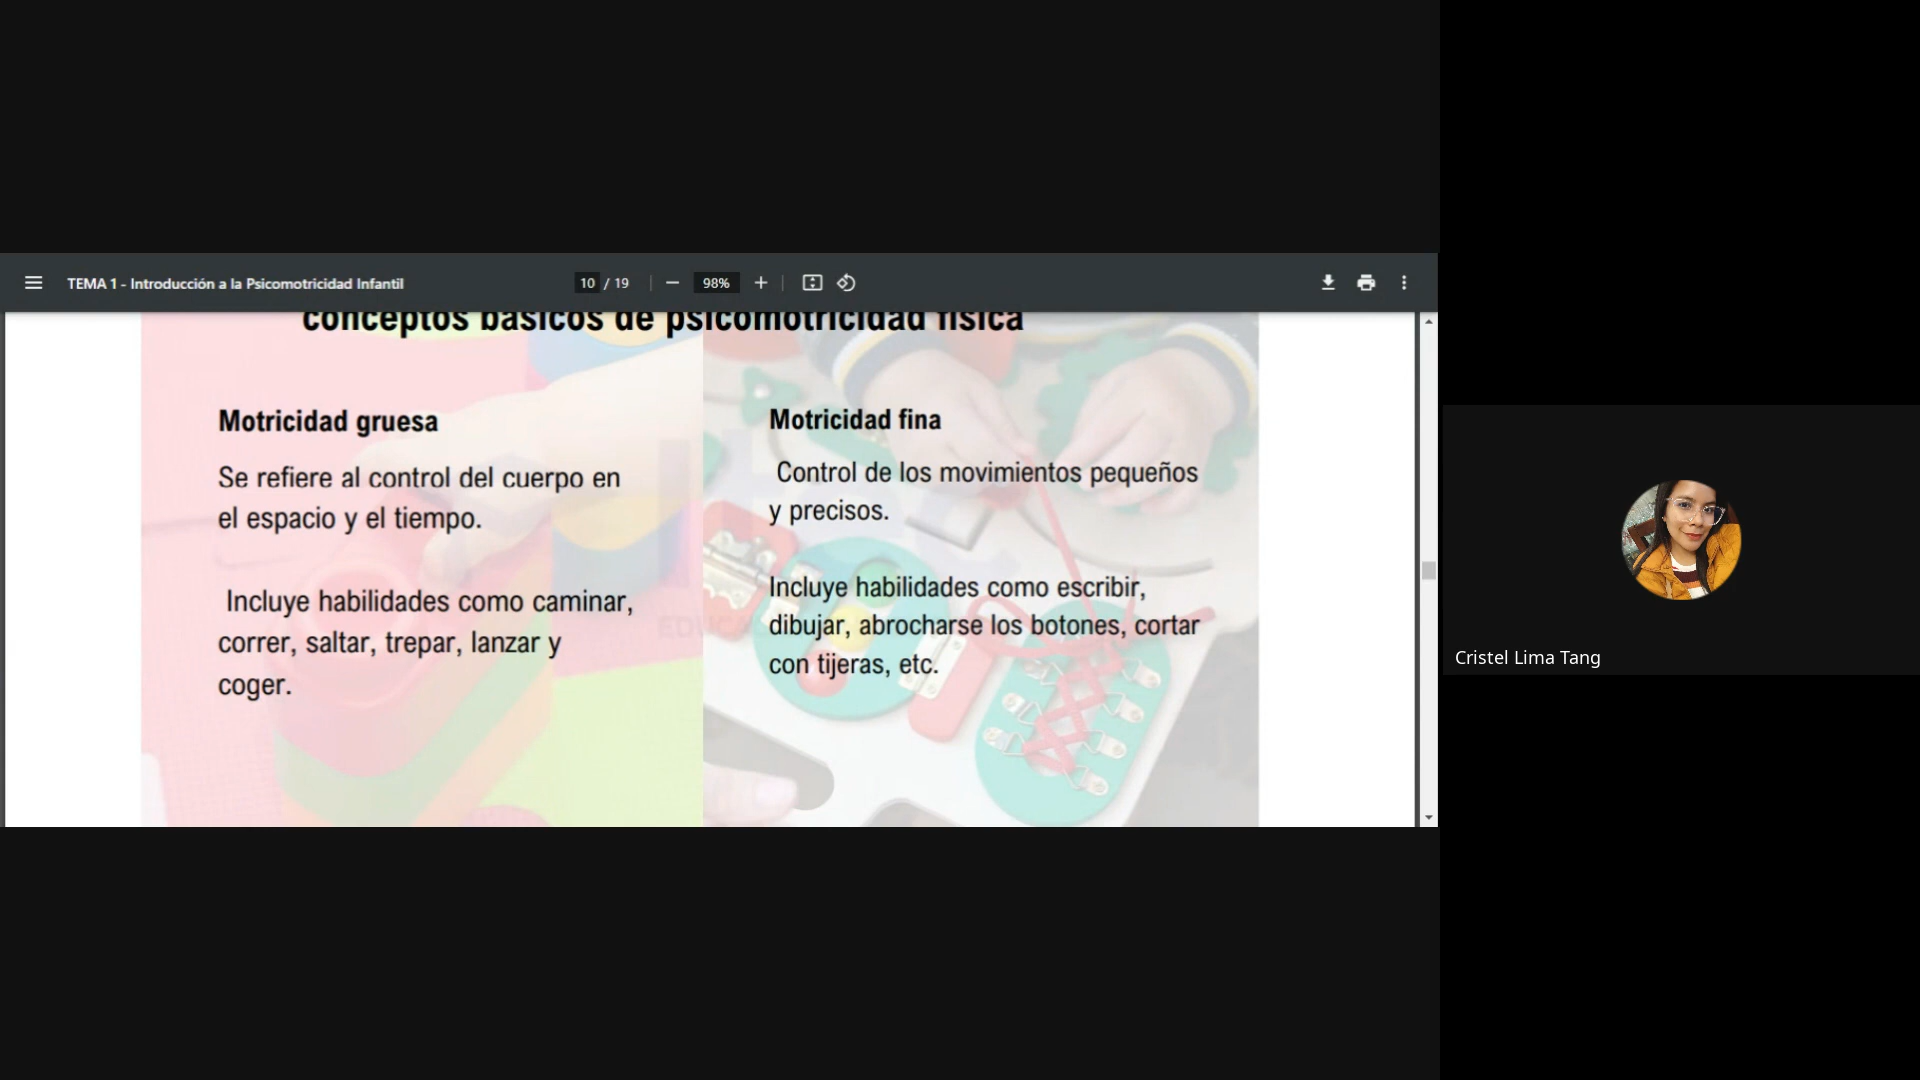 TEMA 1 - Introducción a la Psicomotricidad Infantil
10 / 19
98%
conceptos básicos de psicomotricidad física
Motricidad gruesa
Se refiere al control del cuerpo en
el espacio y el tiempo.
Incluye habilidades como caminar,
correr, saltar, trepar, lanzar y
coger.
Motricidad fina
Control de los movimientos pequeños
y precisos.
Incluye habilidades como escribir,
dibujar, abrocharse los botones, cortar
con tijeras, etc.
Cristel Lima Tang